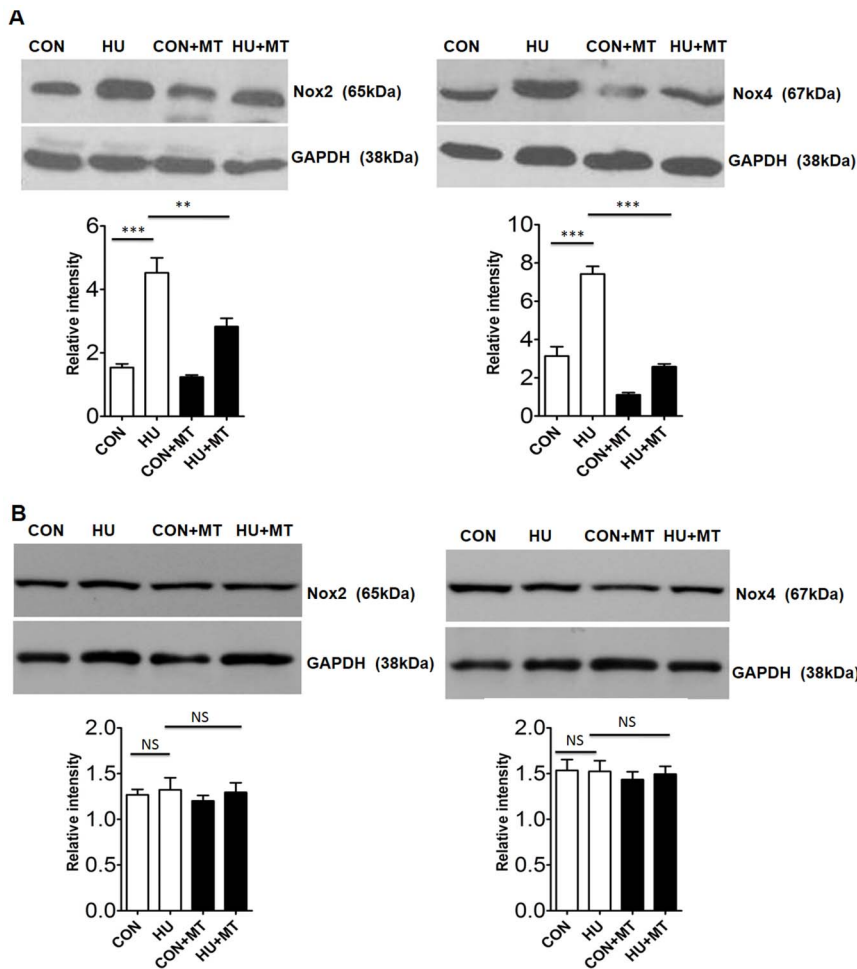 A
CON HU CON+MT HU+MT
Nox2 (65kDa)
GAPDH (38kDa)
Relative intensity
6
4
2
0
***
**
CON HU CON+MT HU+MT
CON HU CON+MT HU+MT
Nox4 (67kDa)
GAPDH (38kDa)
Relative intensity
10
8
6
4
2
0
***
***
CON HU CON+MT HU+MT
B
CON HU CON+MT HU+MT
Nox2 (65kDa)
GAPDH (38kDa)
Relative intensity
2.0
1.5
1.0
0.5
0.0
NS
NS
CON HU CON+MT HU+MT
CON HU CON+MT HU+MT
Nox4 (67kDa)
GAPDH (38kDa)
Relative intensity
2.0
1.5
1.0
0.5
0.0
NS
NS
CON HU CON+MT HU+MT